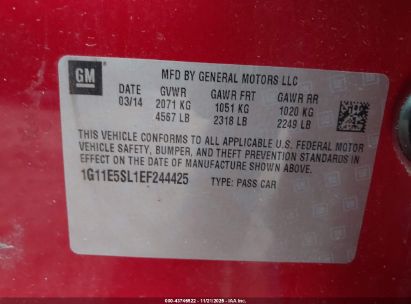 GM
MFD BY GENERAL MOTORS LLC
DATE GVWR GAWR FRT GAWR RR
03/14 2071 KG 1051 KG 1020 KG
4567 LB 2318 LB 2249 LB
THIS VEHICLE CONFORMS TO ALL APPLICABLE U.S. FEDERAL MOTOR
VEHICLE SAFETY, BUMPER, AND THEFT PREVENTION STANDARDS IN
EFFECT ON THE DATE OF MANUFACTURE SHOWN ABOVE.
1G11E5SL1EF244425 TYPE: PASS CAR